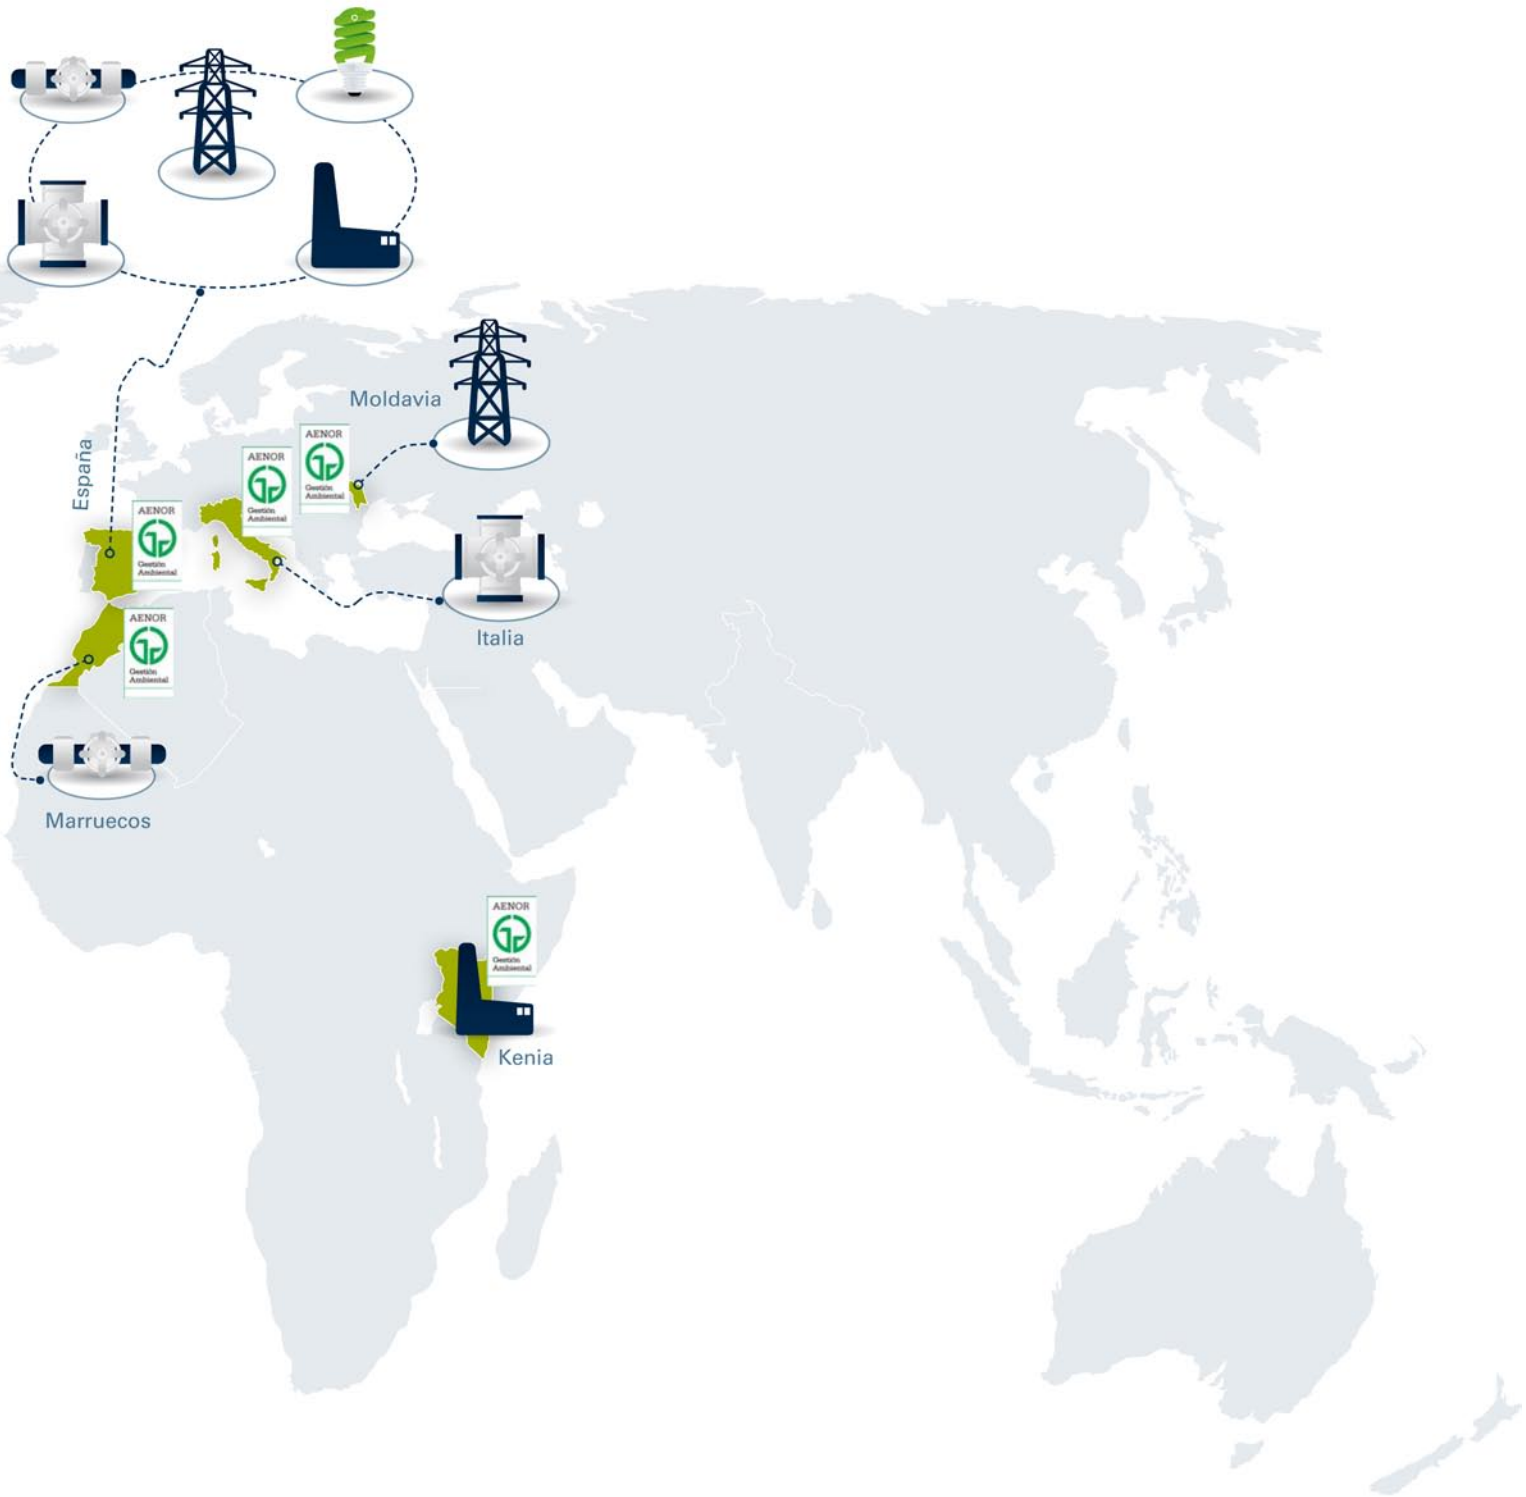 Moldavia
España
AENOR
Gestión
Ambiental
AENOR
Gestión
Ambiental
AENOR
Gestión
Ambiental
Italia
AENOR
Gestión
Ambiental
Marruecos
AENOR
Gestión
Ambiental
Kenia